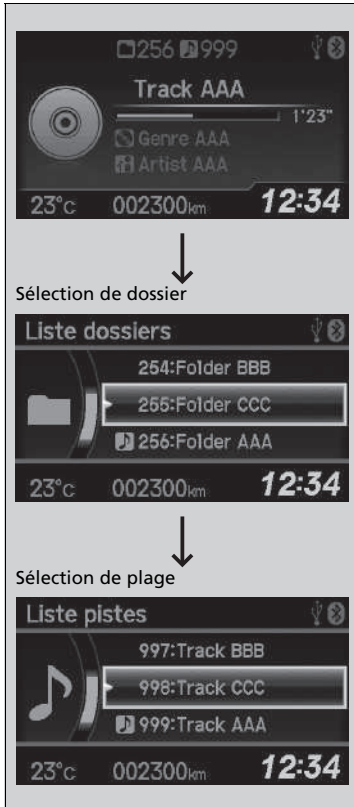 256 999
Track AAA
1'23"
Genre AAA
Artist AAA
23°c 002300km 12:34
Sélection de dossier
Liste dossiers
254:Folder BBB
255:Folder CCC
256:Folder AAA
23°c 002300km 12:34
Sélection de plage
Liste pistes
997:Track BBB
998:Track CCC
999:Track AAA
23°c 002300km 12:34